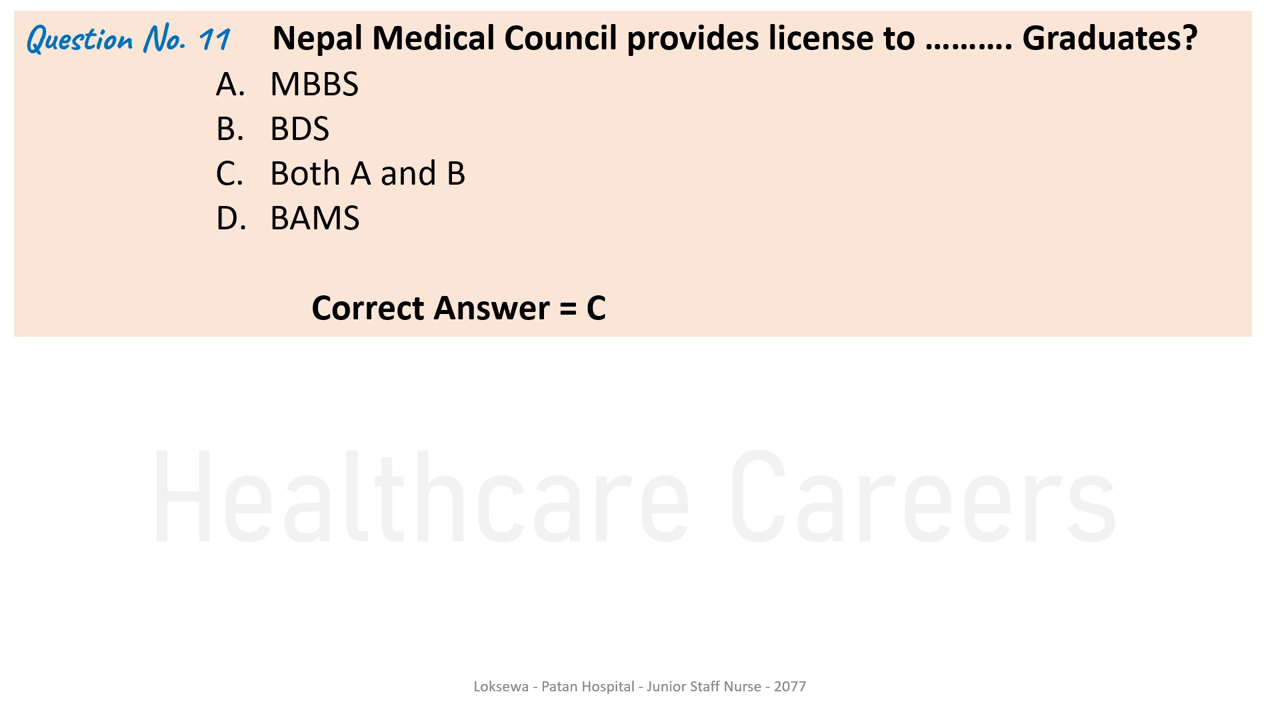 Question No. 11 Nepal Medical Council provides license to ………. Graduates?
A. MBBS
B. BDS
C. Both A and B
D. BAMS
Correct Answer = C
Healthcare Careers
Loksewa - Patan Hospital - Junior Staff Nurse - 2077